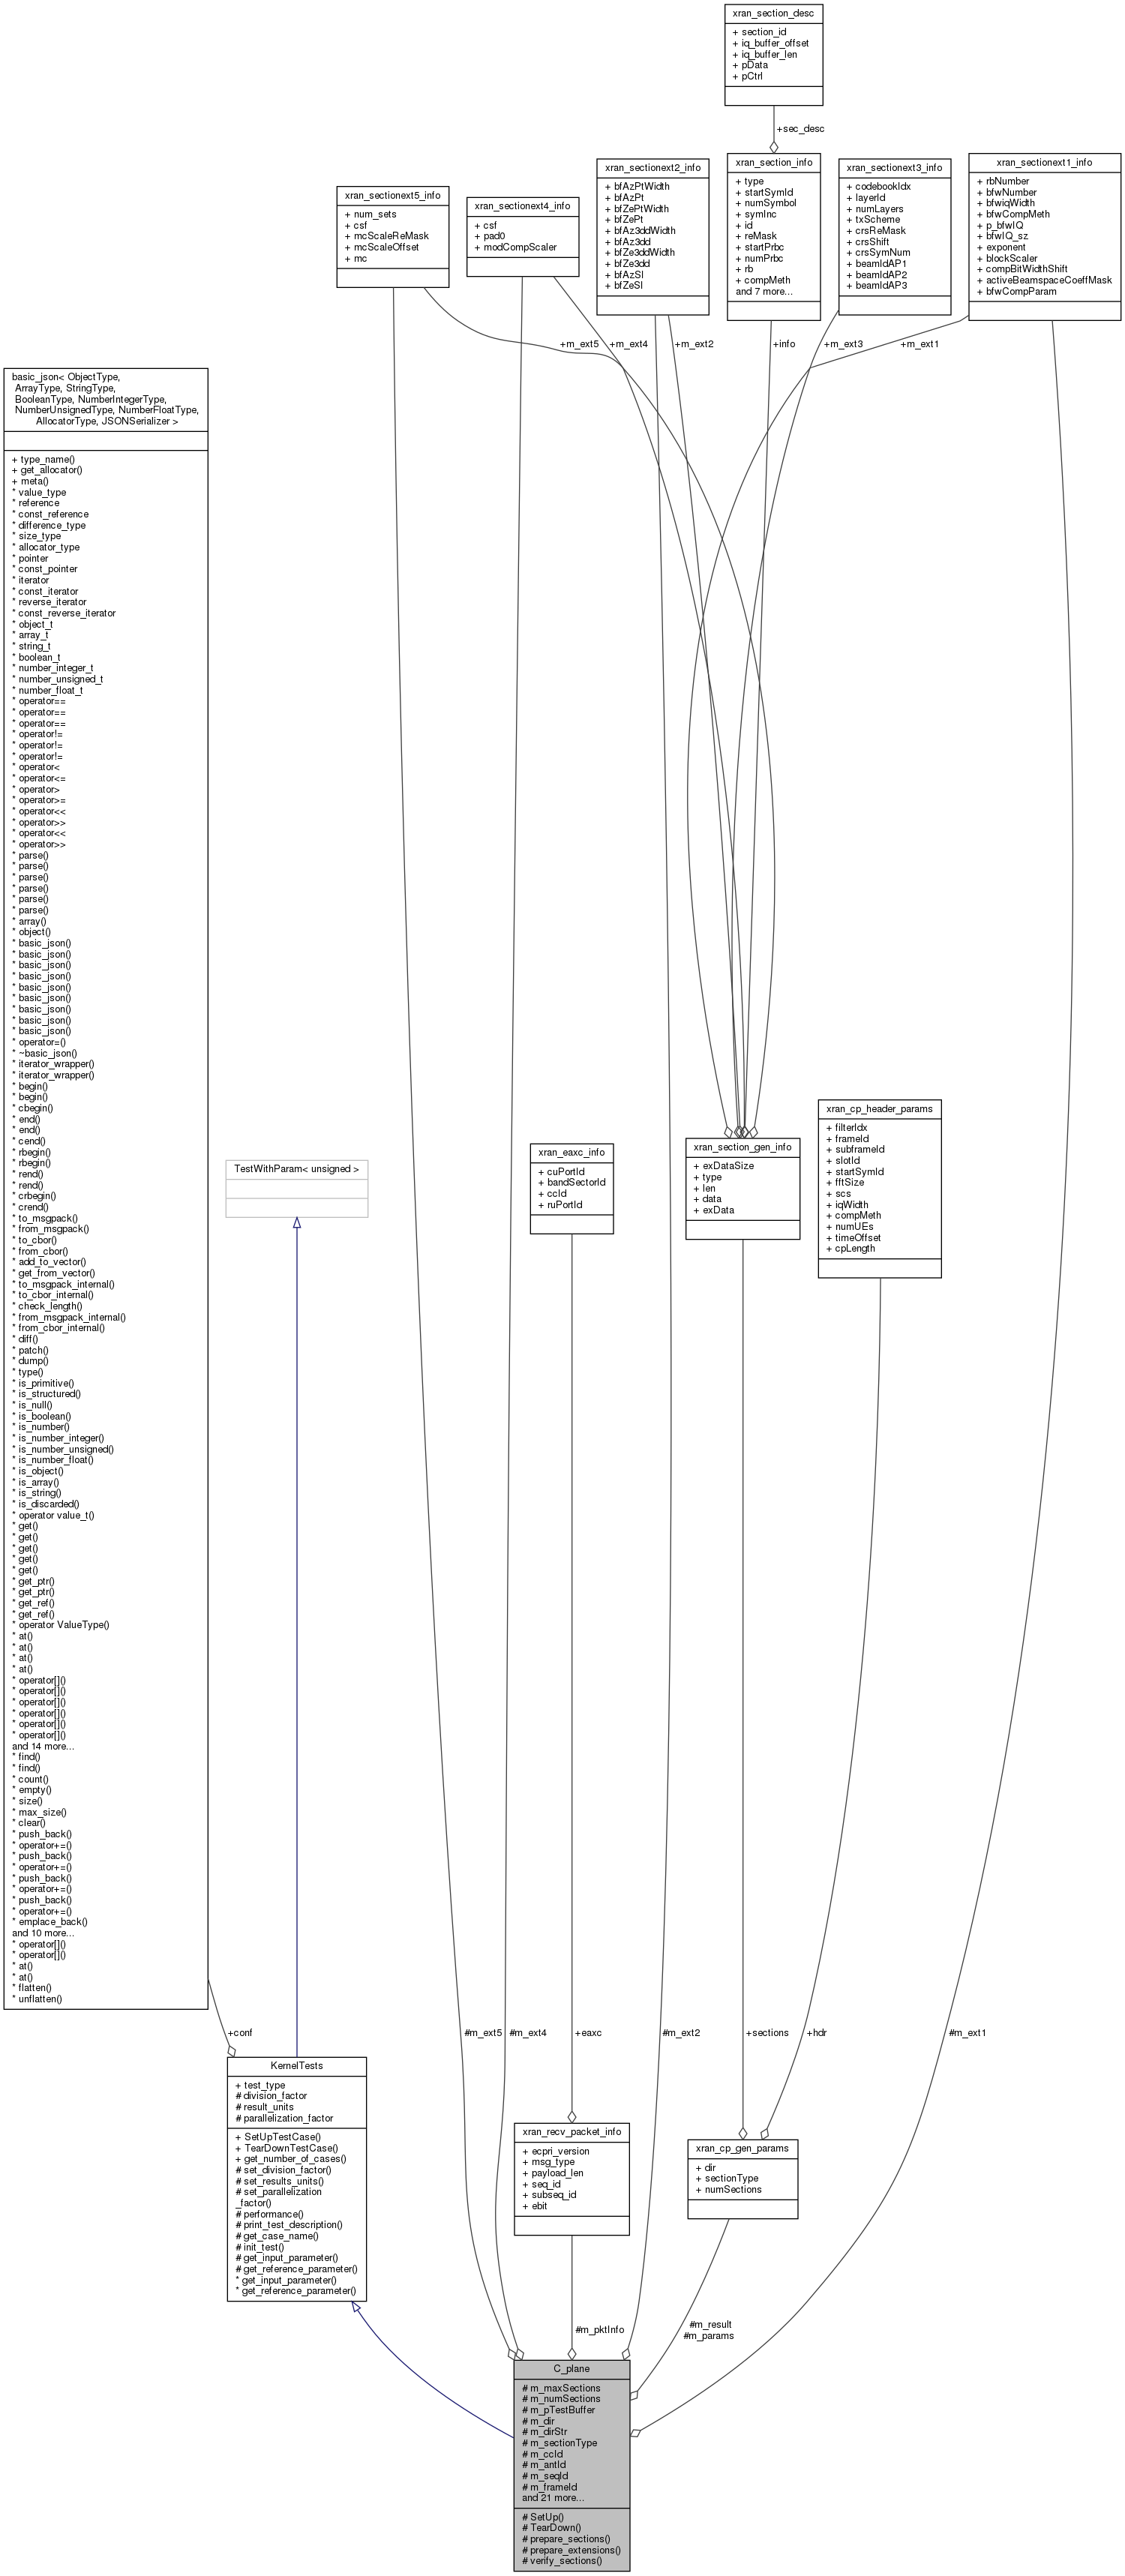 xran_section_desc
+ section_id
+ iq_buffer_offset
+ iq_buffer_len
+ pData
+ pCtrl
+sec_desc
xran_sectionext5_info
+ num_sets
+ csf
+ mcScaleReMask
+ mcScaleOffset
+ mc
xran_sectionext4_info
+ csf
+ pad0
+ modCompScaler
xran_sectionext2_info
+ bfAzPtWidth
+ bfAzPt
+ bfZePtWidth
+ bfZePt
+ bfAz3ddWidth
+ bfAz3dd
+ bfZe3ddWidth
+ bfZe3dd
+ bfAzSI
+ bfZeSI
xran_section_info
+ type
+ startSymId
+ numSymbol
+ symInc
+ id
+ reMask
+ startPrbc
+ numPrbc
+ rb
+ compMeth
and 7 more...
xran_sectionext3_info
+ codebookIdx
+ layerId
+ numLayers
+ txScheme
+ crsReMask
+ crsShift
+ crsSymNum
+ beamIdAP1
+ beamIdAP2
+ beamIdAP3
xran_sectionext1_info
+ rbNumber
+ bfwNumber
+ bfwiqWidth
+ bfwCompMeth
+ p_bfwIQ
+ bfwIQ_sz
+ exponent
+ blockScaler
+ compBitWidthShift
+ activeBeamspaceCoeffMask
+ bfwCompParam
+m_ext5
+m_ext4
+m_ext2
+info
+m_ext3
+m_ext1
basic_json< ObjectType,
ArrayType, StringType,
BooleanType, NumberIntegerType,
NumberUnsignedType, NumberFloatType,
AllocatorType, JSONSerializer >
+ type_name()
+ get_allocator()
+ meta()
* value_type
* reference
* const_reference
* difference_type
* size_type
* allocator_type
* pointer
* const_pointer
* iterator
* const_iterator
* reverse_iterator
* const_reverse_iterator
* object_t
* array_t
* string_t
* boolean_t
* number_integer_t
* number_unsigned_t
* number_float_t
* operator==
* operator==
* operator==
* operator!=
* operator!=
* operator!=
* operator<
* operator<=
* operator>
* operator>=
* operator<<
* operator>>
* operator<<
* operator>>
* parse()
* parse()
* parse()
* parse()
* parse()
* parse()
* array()
* object()
* basic_json()
* basic_json()
* basic_json()
* basic_json()
* basic_json()
* basic_json()
* basic_json()
* basic_json()
* basic_json()
* operator=()
* ~basic_json()
* iterator_wrapper()
* iterator_wrapper()
* begin()
* begin()
* cbegin()
* end()
* end()
* cend()
* rbegin()
* rbegin()
* rend()
* rend()
* crbegin()
* crend()
* to_msgpack()
* from_msgpack()
* to_cbor()
* from_cbor()
* add_to_vector()
* get_from_vector()
* to_msgpack_internal()
* to_cbor_internal()
* check_length()
* from_msgpack_internal()
* from_cbor_internal()
* diff()
* patch()
* dump()
* type()
* is_primitive()
* is_structured()
* is_null()
* is_boolean()
* is_number()
* is_number_integer()
* is_number_unsigned()
* is_number_float()
* is_object()
* is_array()
* is_string()
* is_discarded()
* operator value_t()
* get()
* get()
* get()
* get()
* get()
* get_ptr()
* get_ptr()
* get_ref()
* get_ref()
* operator ValueType()
* at()
* at()
* at()
* at()
* operator[]()
* operator[]()
* operator[]()
* operator[]()
* operator[]()
* operator[]()
and 14 more...
* find()
* find()
* count()
* empty()
* size()
* max_size()
* clear()
* push_back()
* operator+=()
* push_back()
* operator+=()
* push_back()
* operator+=()
* push_back()
* operator+=()
* emplace_back()
and 10 more...
* operator[]()
* operator[]()
* at()
* at()
* flatten()
* unflatten()
TestWithParam< unsigned >
xran_eaxc_info
+ cuPortId
+ bandSectorId
+ ccId
+ ruPortId
xran_section_gen_info
+ exDataSize
+ type
+ len
+ data
+ exData
xran_cp_header_params
+ filterIdx
+ frameId
+ subframeId
+ slotId
+ startSymId
+ fftSize
+ scs
+ iqWidth
+ compMeth
+ numUEs
+ timeOffset
+ cpLength
+conf
#m_ext5
#m_ext4
+eaxc
#m_ext2
+sections
+hdr
#m_ext1
KernelTests
+ test_type
# division_factor
# result_units
# parallelization_factor
+ SetUpTestCase()
+ TearDownTestCase()
+ get_number_of_cases()
# set_division_factor()
# set_results_units()
# set_parallelization
_factor()
# performance()
# print_test_description()
# get_case_name()
# init_test()
# get_input_parameter()
# get_reference_parameter()
* get_input_parameter()
* get_reference_parameter()
xran_recv_packet_info
+ ecpri_version
+ msg_type
+ payload_len
+ seq_id
+ subseq_id
+ ebit
xran_cp_gen_params
+ dir
+ sectionType
+ numSections
#m_pktInfo
#m_result
#m_params
C_plane
# m_maxSections
# m_numSections
# m_pTestBuffer
# m_dir
# m_dirStr
# m_sectionType
# m_ccId
# m_antId
# m_seqId
# m_frameId
and 21 more...
# SetUp()
# TearDown()
# prepare_sections()
# prepare_extensions()
# verify_sections()